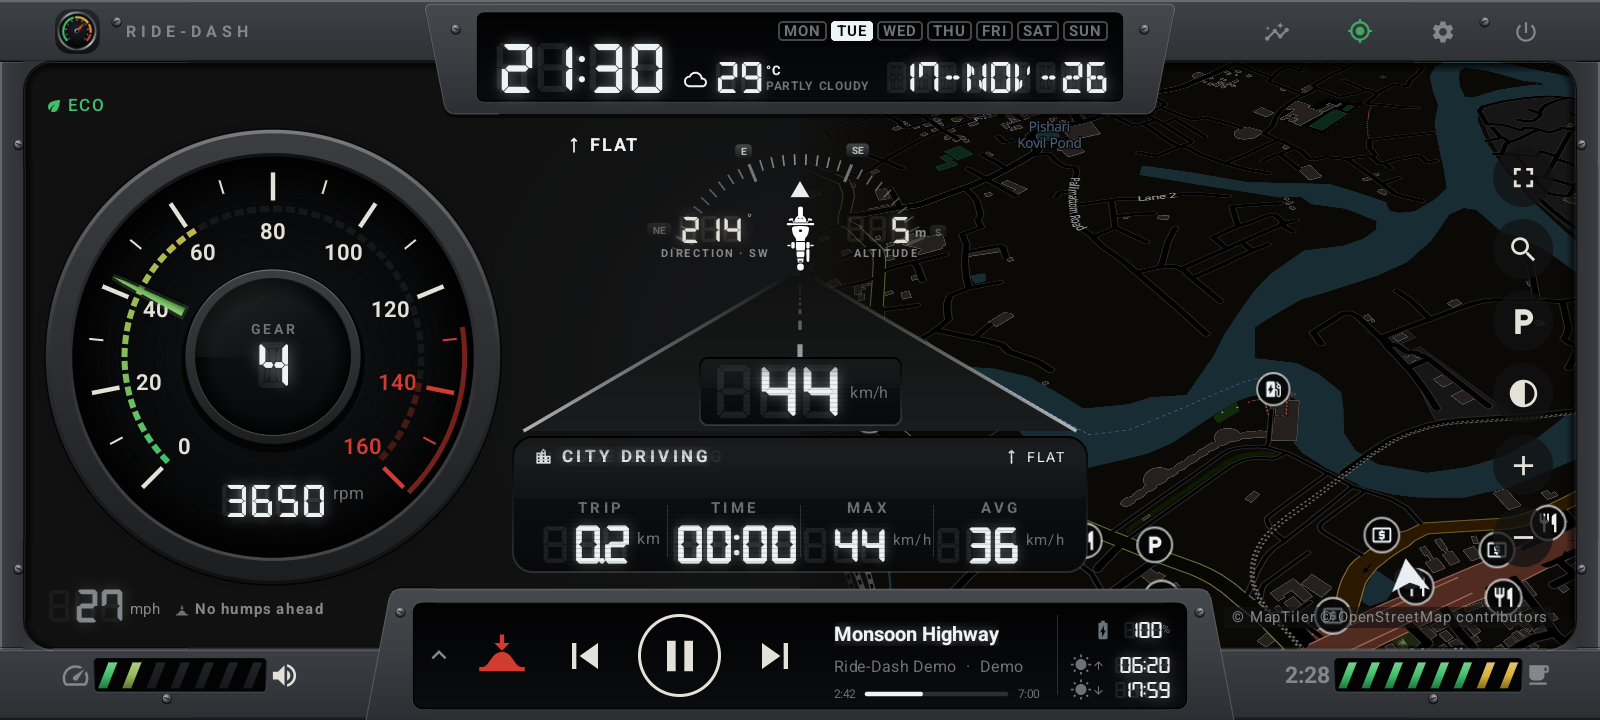 RIDE-DASH
MON TUE WED THU FRI SAT SUN
21:30
29 °C
PARTLY CLOUDY
17-NOV-26
ECO
↑ FLAT
Pishari
Kovil Pond
Palmatoan Road
Lane 2
E
SE
NE
S
214°
DIRECTION · SW
5 m
ALTITUDE
0
20
40
60
80
100
120
140
160
GEAR
4
3650 rpm
44 km/h
CITY DRIVING
↑ FLAT
TRIP
0.2 km
TIME
00:00
MAX
44 km/h
AVG
36 km/h
P
+
−
P
27 mph
No humps ahead
© MapTiler © OpenStreetMap contributors
Monsoon Highway
Ride-Dash Demo · Demo
2:42
7:00
100%
06:20
17:59
2:28